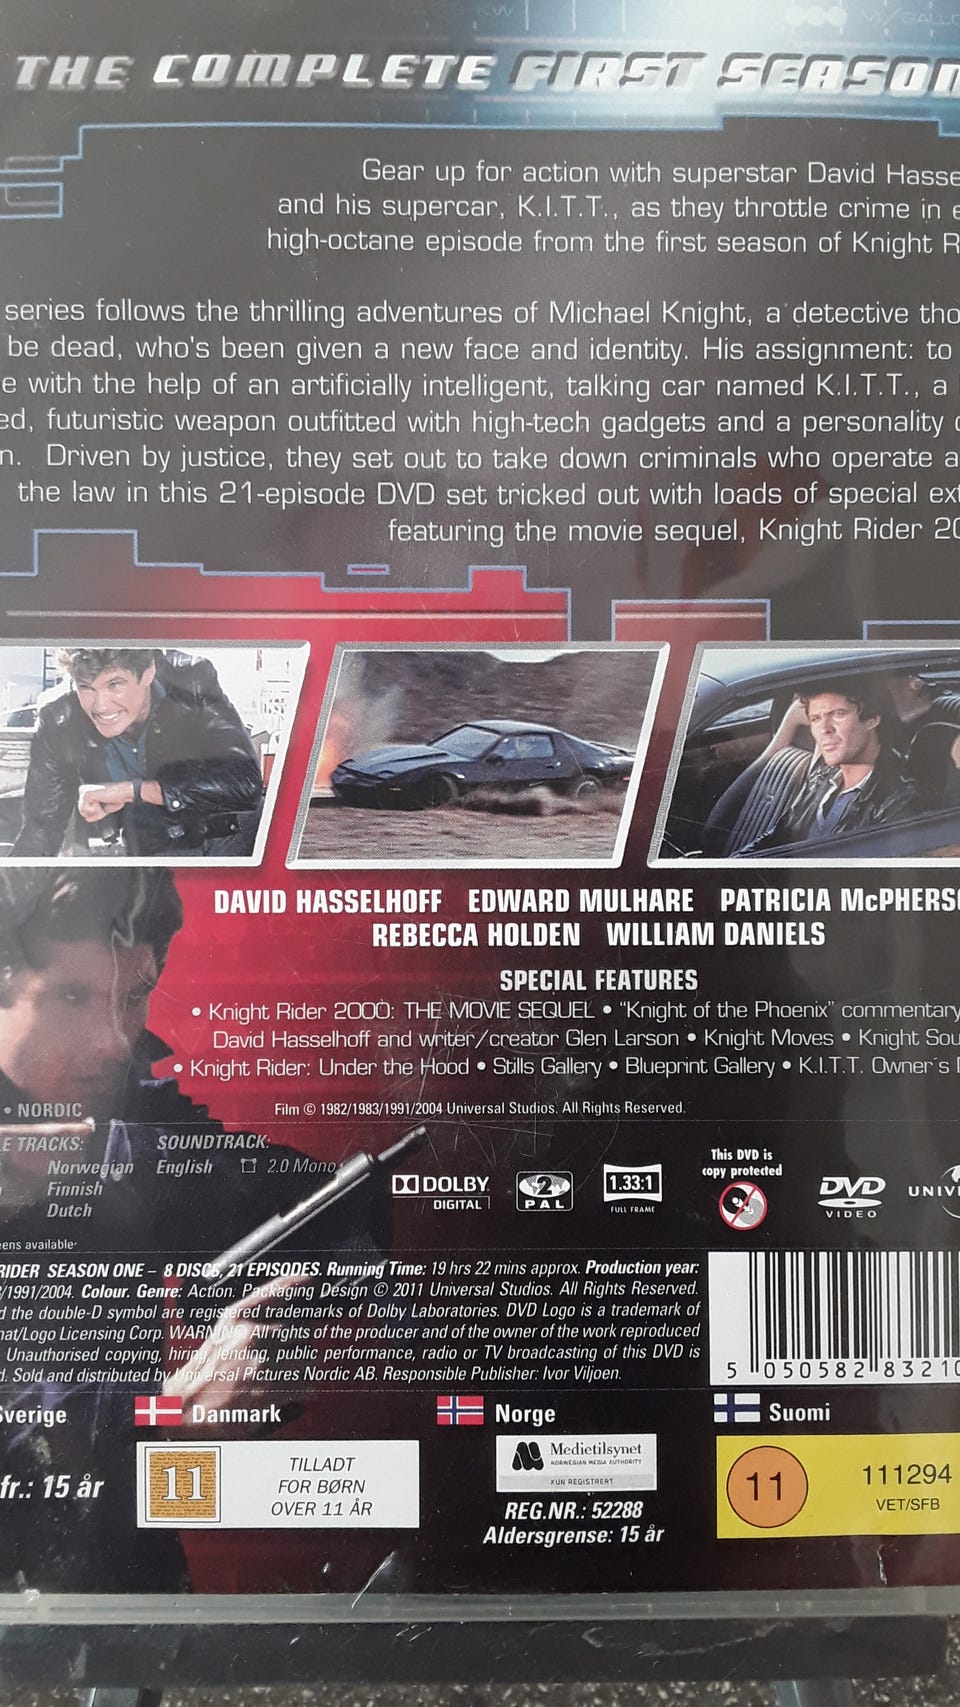 KW
THE COMPLETE FIRST SEASON
Gear up for action with superstar David Hasse
and his supercar, K.I.T.T., as they throttle crime in e
high-octane episode from the first season of Knight R
series follows the thrilling adventures of Michael Knight, a detective tho
be dead, who's been given a new face and identity. His assignment: to
e with the help of an artificially intelligent, talking car named K.I.T.T., a
ed, futuristic weapon outfitted with high-tech gadgets and a personality o
n. Driven by justice, they set out to take down criminals who operate a
the law in this 21-episode DVD set tricked out with loads of special ext
featuring the movie sequel, Knight Rider 20
DAVID HASSELHOFF EDWARD MULHARE PATRICIA McPHERSO
REBECCA HOLDEN WILLIAM DANIELS
SPECIAL FEATURES
• Knight Rider 2000: THE MOVIE SEQUEL • “Knight of the Phoenix” commentary
David Hasselhoff and writer/creator Glen Larson • Knight Moves • Knight Sou
• Knight Rider: Under the Hood • Stills Gallery • Blueprint Gallery • K.I.T.T. Owner´s
Film © 1982/1983/1991/2004 Universal Studios. All Rights Reserved.
• NORDIC
E TRACKS:
Norwegian
Finnish
Dutch
SOUNDTRACK:
English 2.0 Mono
eens available
DOLBY
DIGITAL
2
PAL
1.33:1
FULL FRAME
This DVD is
copy protected
DVD
VIDEO
UNIV
RIDER SEASON ONE – 8 DISCS, 21 EPISODES. Running Time: 19 hrs 22 mins approx. Production year:
/1991/2004. Colour. Genre: Action. Packaging Design © 2011 Universal Studios. All Rights Reserved.
d the double-D symbol are registered trademarks of Dolby Laboratories. DVD Logo is a trademark of
mat/Logo Licensing Corp. WARNING: All rights of the producer and of the owner of the work reproduced
Unauthorised copying, hiring, lending, public performance, radio or TV broadcasting of this DVD is
d. Sold and distributed by Universal Pictures Nordic AB. Responsible Publisher: Ivor Viljoen.
5 050582 83210
Sverige
fr.: 15 år
Danmark
11
TILLADT
FOR BØRN
OVER 11 ÅR
Norge
Medietilsynet
NORWEGIAN MEDIA AUTHORITY
KUN REGISTRERT
REG.NR.: 52288
Aldersgrense: 15 år
Suomi
11
111294
VET/SFB